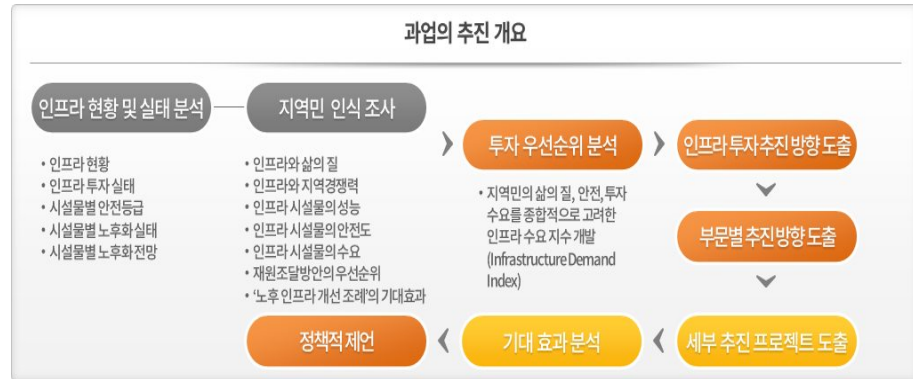 과업의 추진 개요
인프라 현황 및 실태 분석
• 인프라 현황
• 인프라 투자 실태
• 시설물별 안전등급
• 시설물별 노후화실태
• 시설물별 노후화전망
지역민 인식 조사
• 인프라와 삶의 질
• 인프라와 지역경쟁력
• 인프라 시설물의 성능
• 인프라 시설물의 안전도
• 인프라 시설물의 수요
• 재원조달방안의 우선순위
• ‘노후 인프라 개선 조례’의 기대효과
투자 우선순위 분석
• 지역민의 삶의 질, 안전, 투자
수요를 종합적으로 고려한
인프라 수요 지수 개발
(Infrastructure Demand
Index)
인프라 투자 추진 방향 도출
부문별 추진 방향 도출
세부 추진 프로젝트 도출
기대 효과 분석
정책적 제언